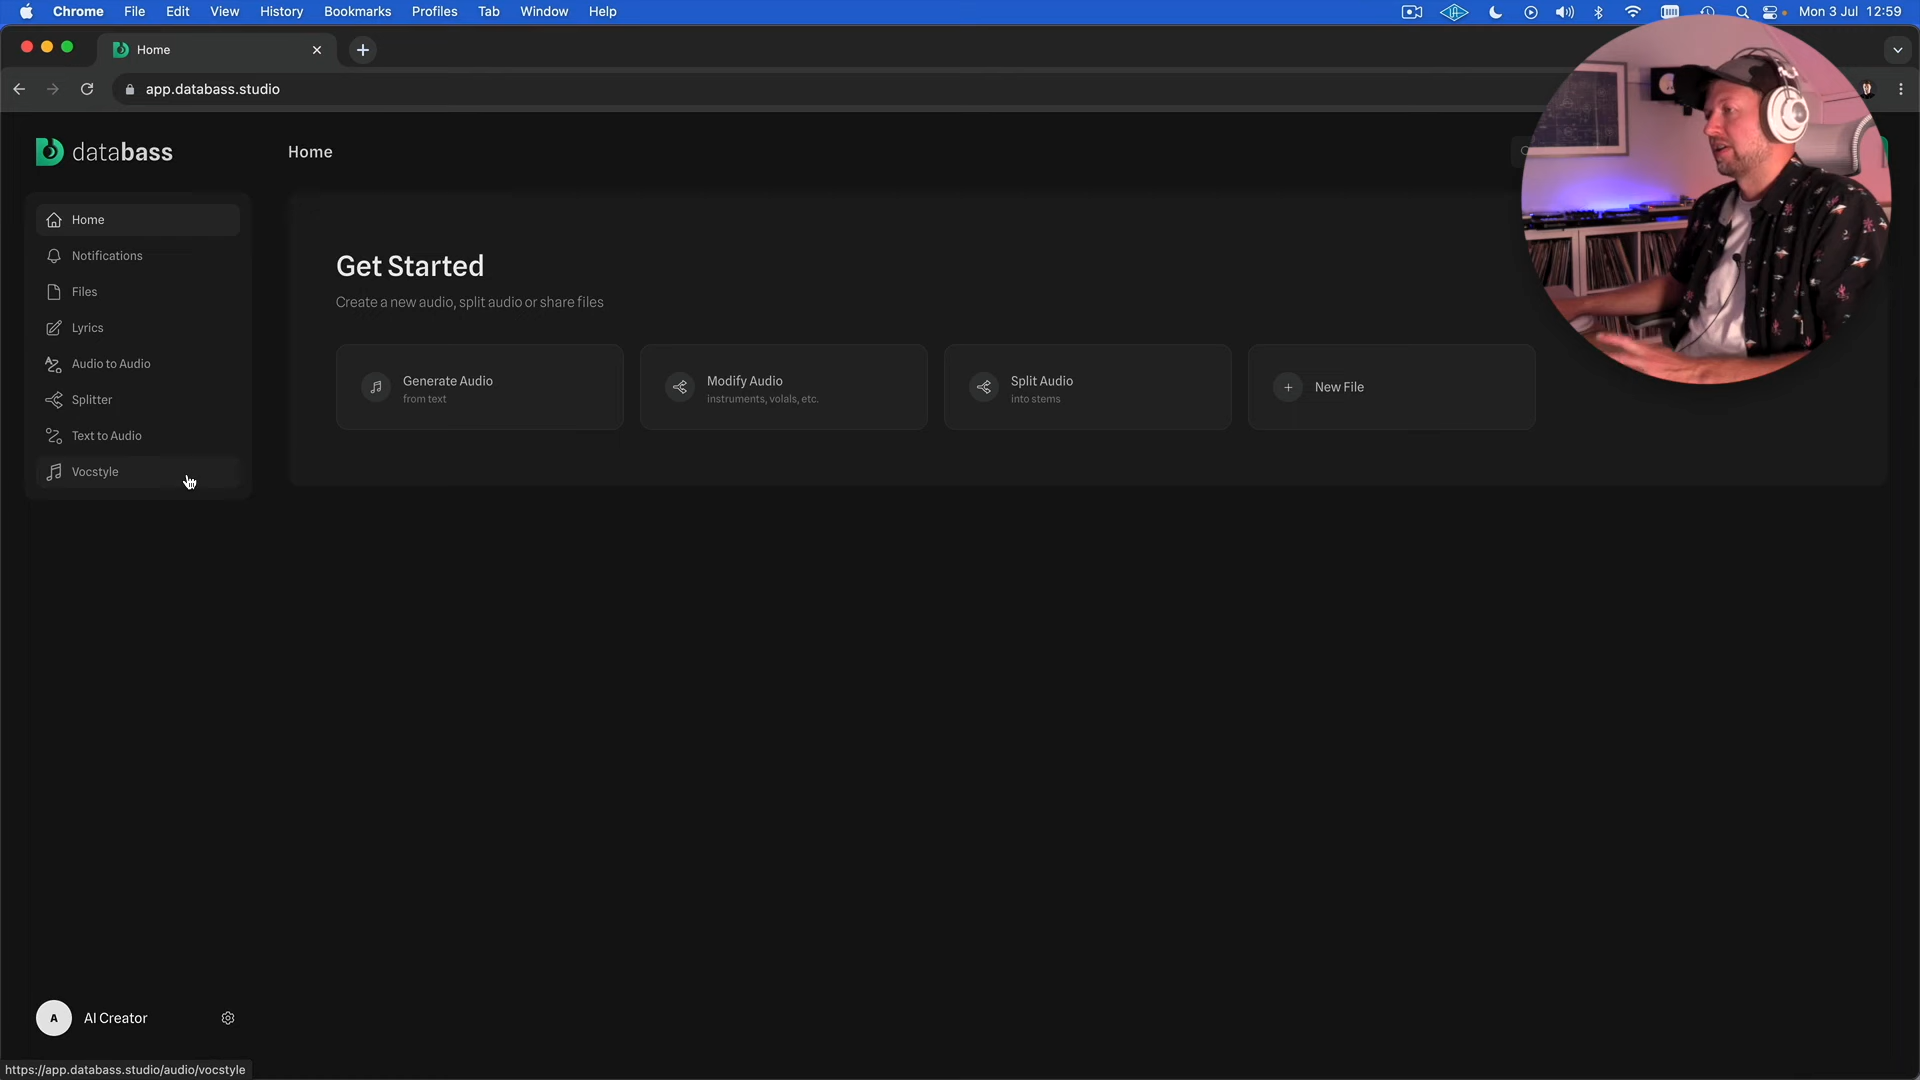 Chrome File Edit View History Bookmarks Profiles Tab Window Help Mon 3 Jul 12:59
Home
app.databass.studio
databass
Home
Home
Notifications
Files
Lyrics
Audio to Audio
Splitter
Text to Audio
Vocstyle
Get Started
Create a new audio, split audio or share files
Generate Audio
from text
Modify Audio
instruments, volals, etc.
Split Audio
into stems
New File
A AI Creator
https://app.databass.studio/audio/vocstyle